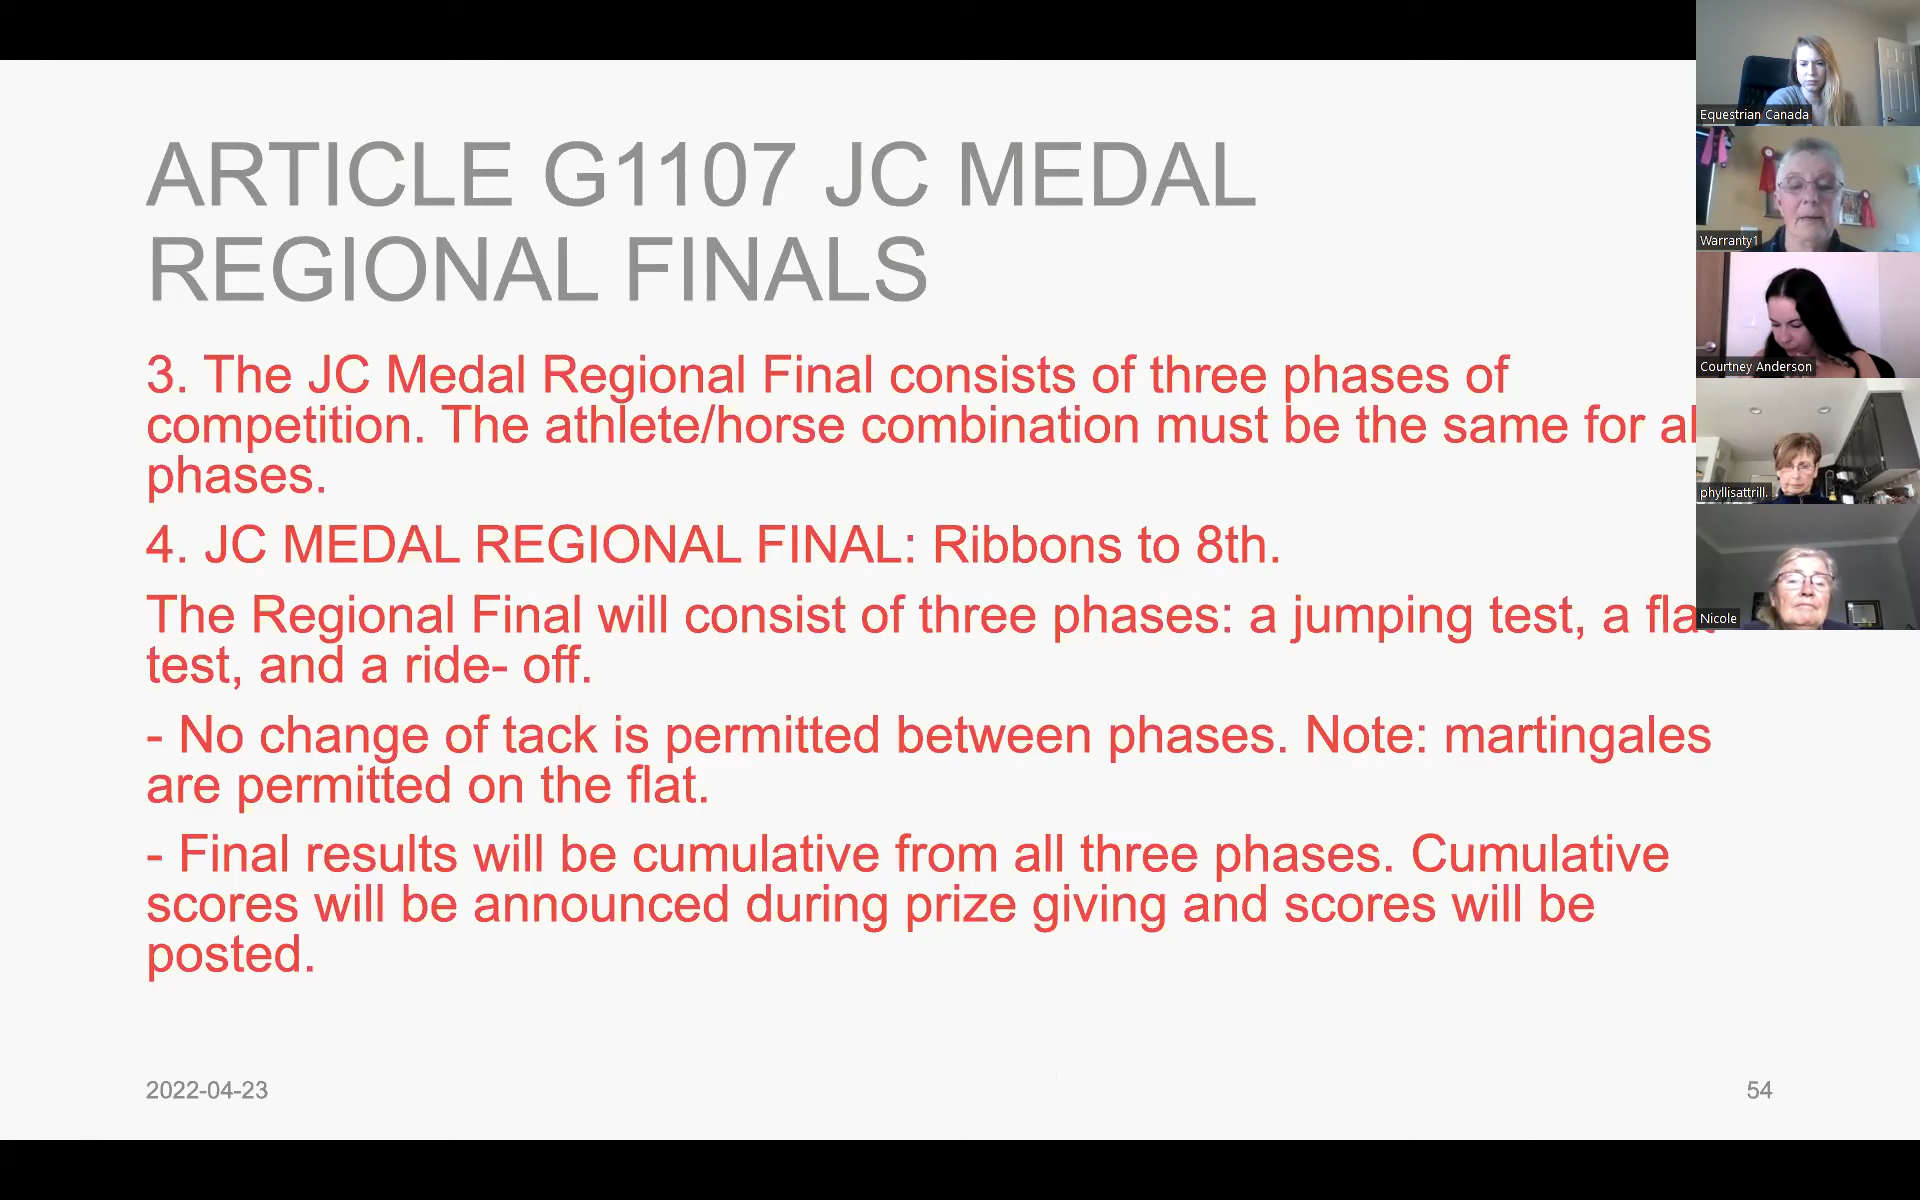 ARTICLE G1107 JC MEDAL
REGIONAL FINALS
3. The JC Medal Regional Final consists of three phases of
competition. The athlete/horse combination must be the same for al
phases.
4. JC MEDAL REGIONAL FINAL: Ribbons to 8th.
The Regional Final will consist of three phases: a jumping test, a flat
test, and a ride- off.
- No change of tack is permitted between phases. Note: martingales
are permitted on the flat.
- Final results will be cumulative from all three phases. Cumulative
scores will be announced during prize giving and scores will be
posted.
2022-04-23
54
Equestrian Canada
Warranty1
Courtney Anderson
phyllisattrill.
Nicole